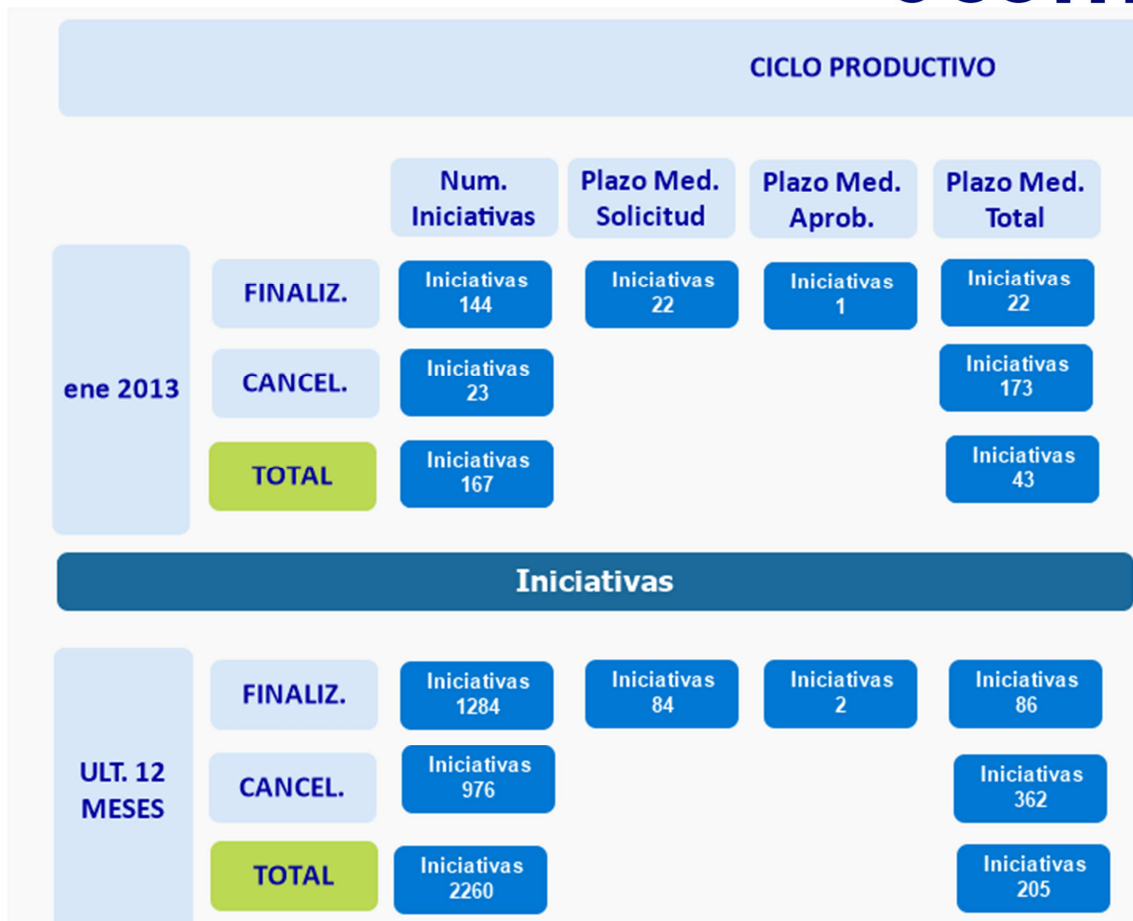 CICLO PRODUCTIVO
Num.
Iniciativas
Plazo Med.
Solicitud
Plazo Med.
Aprob.
Plazo Med.
Total
ene 2013
FINALIZ.
Iniciativas
144
Iniciativas
22
Iniciativas
1
Iniciativas
22
CANCEL.
Iniciativas
23
Iniciativas
173
TOTAL
Iniciativas
167
Iniciativas
43
Iniciativas
ULT. 12
MESES
FINALIZ.
Iniciativas
1284
Iniciativas
84
Iniciativas
2
Iniciativas
86
CANCEL.
Iniciativas
976
Iniciativas
362
TOTAL
Iniciativas
2260
Iniciativas
205